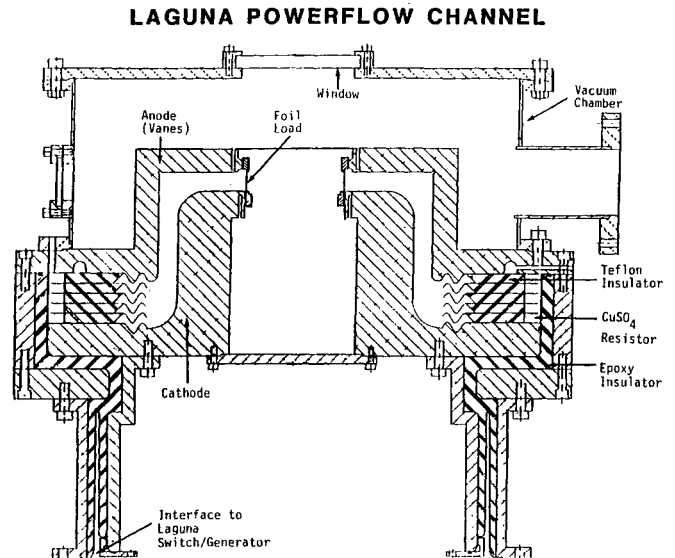 LAGUNA POWERFLOW CHANNEL
Window
Vacuum
Chamber
Anode
(Vanes)
Foil
Load
Teflon
Insulator
CuSO4
Resistor
Epoxy
Insulator
Cathode
Interface to
Laguna
Switch/Generator